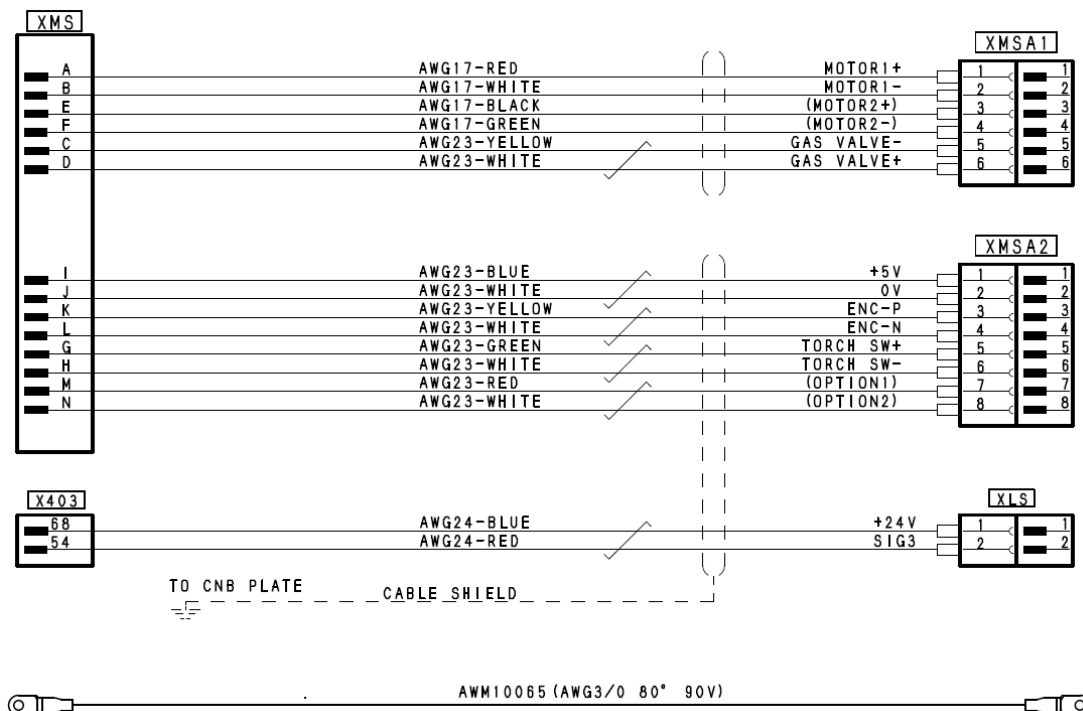 XMS
XMSA1
A AWG17-RED MOTOR1+ 1 1
B AWG17-WHITE MOTOR1- 2 2
E AWG17-BLACK (MOTOR2+) 3 3
F AWG17-GREEN (MOTOR2-) 4 4
C AWG23-YELLOW GAS VALVE- 5 5
D AWG23-WHITE GAS VALVE+ 6 6
XMSA2
I AWG23-BLUE +5V 1 1
J AWG23-WHITE 0V 2 2
K AWG23-YELLOW ENC-P 3 3
L AWG23-WHITE ENC-N 4 4
G AWG23-GREEN TORCH SW+ 5 5
H AWG23-WHITE TORCH SW- 6 6
M AWG23-RED (OPTION1) 7 7
N AWG23-WHITE (OPTION2) 8 8
X403 XLS
68 AWG24-BLUE +24V 1 1
54 AWG24-RED SIG3 2 2
TO CNB PLATE CABLE SHIELD
AWM10065(AWG3/0 80° 90V)